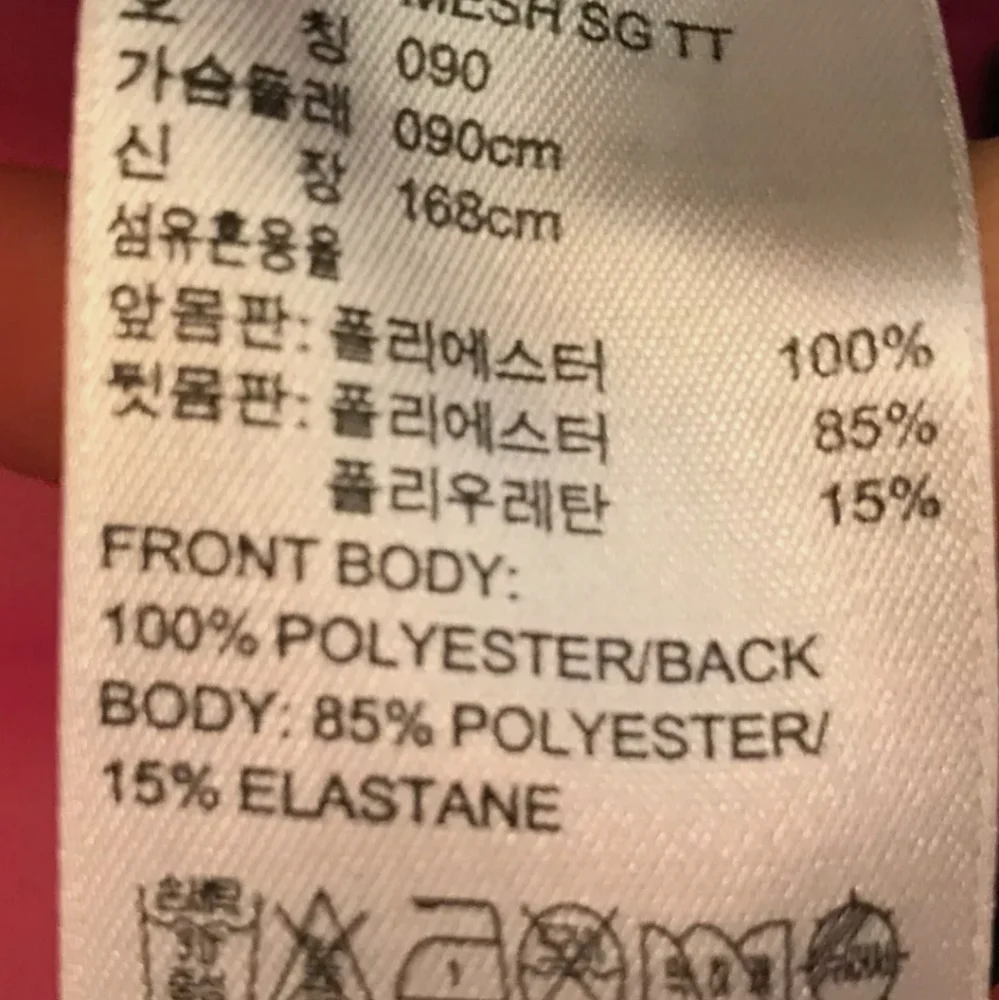 MESH SG TT
호 칭 090
가슴둘레 090cm
신 장 168cm
섬유혼용율
앞몸판: 폴리에스터 100%
뒷몸판: 폴리에스터 85%
폴리우레탄 15%
FRONT BODY:
100% POLYESTER/BACK
BODY: 85% POLYESTER/
15% ELASTANE
1